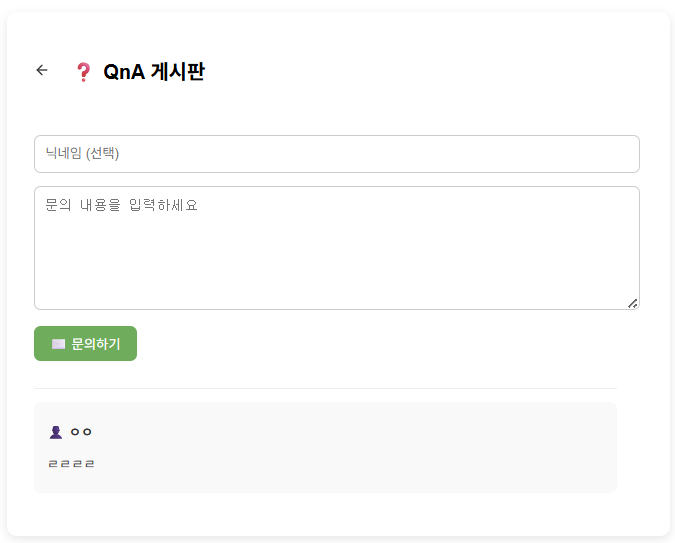 ← ❓ QnA 게시판
닉네임 (선택)
문의 내용을 입력하세요
📨 문의하기
👤 ㅇㅇ
ㄹㄹㄹㄹ